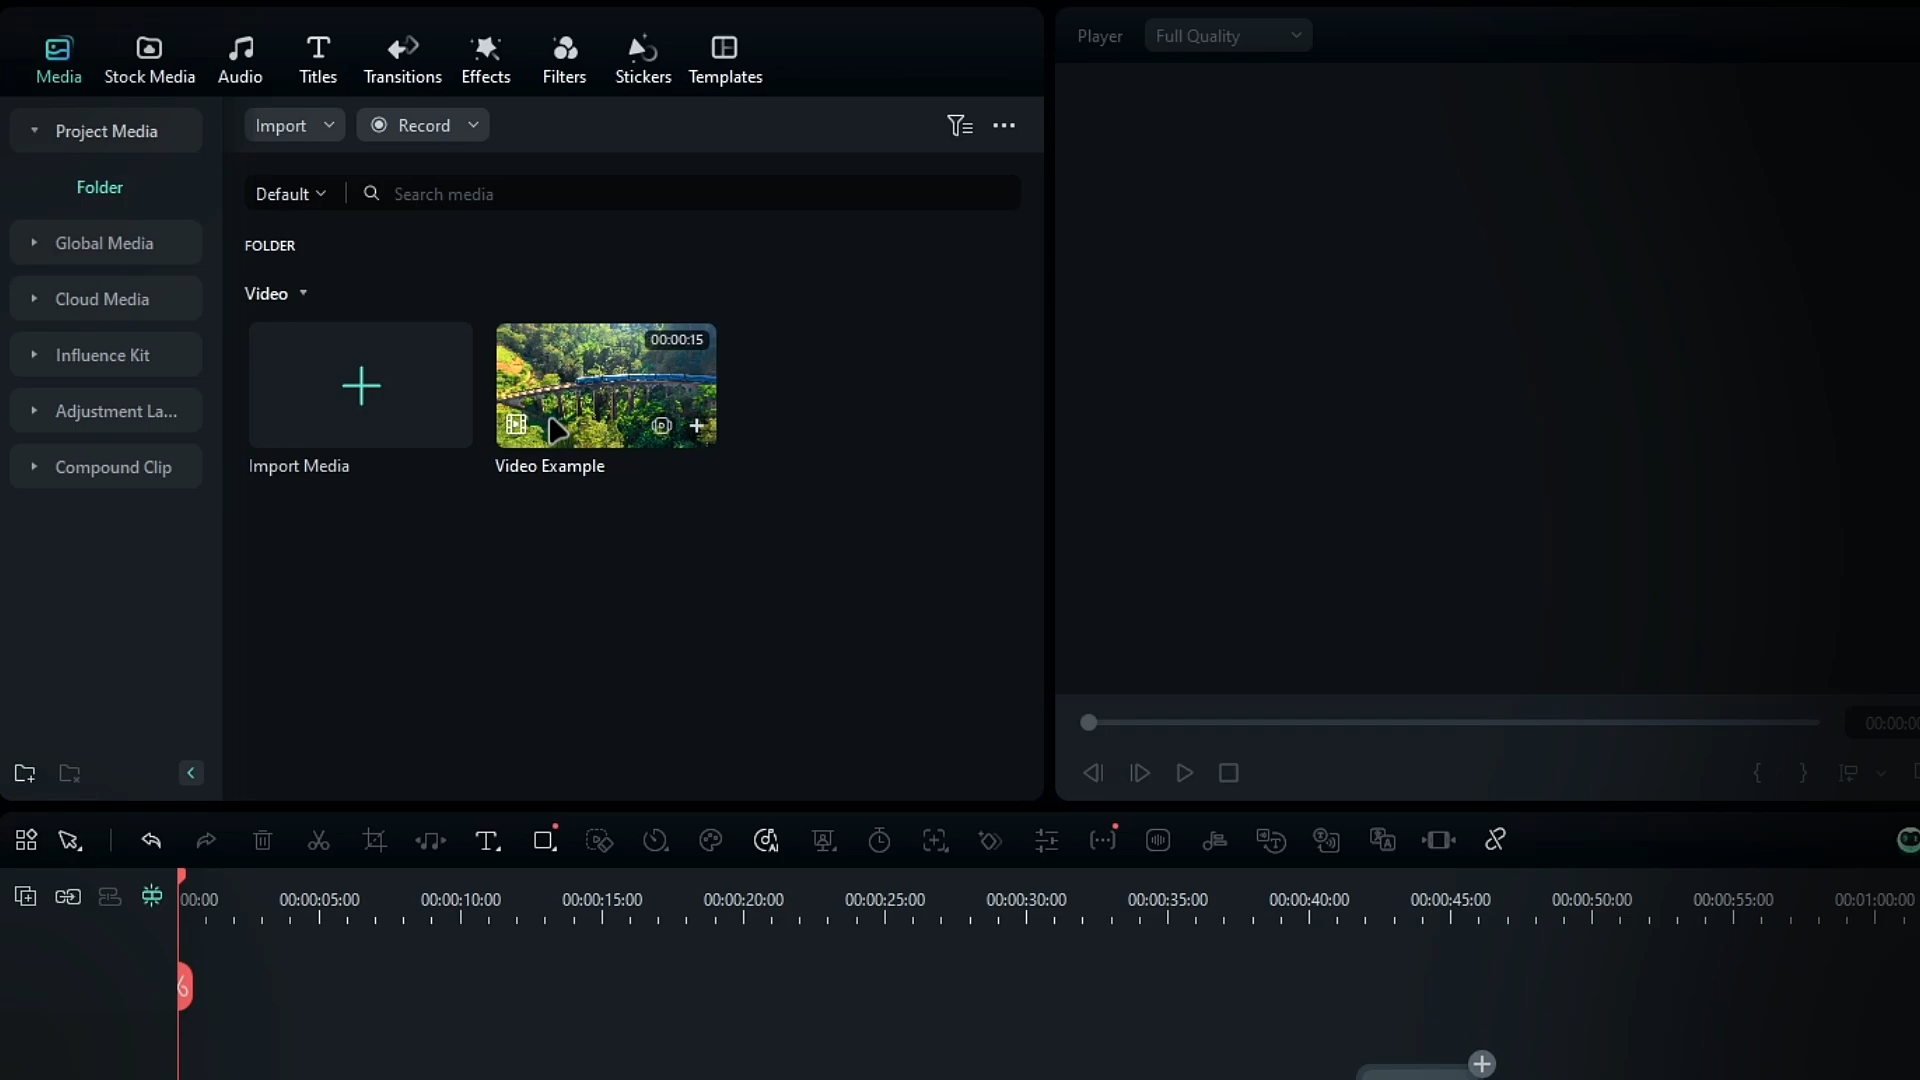 Media
Stock Media
Audio
Titles
Transitions
Effects
Filters
Stickers
Templates
Player
Full Quality
Project Media
Folder
Global Media
Cloud Media
Influence Kit
Adjustment La...
Compound Clip
Import
Record
Default
Search media
FOLDER
Video
00:00:15
Import Media
Video Example
00:00:00
00:00
00:00:05:00
00:00:10:00
00:00:15:00
00:00:20:00
00:00:25:00
00:00:30:00
00:00:35:00
00:00:40:00
00:00:45:00
00:00:50:00
00:00:55:00
00:01:00:00